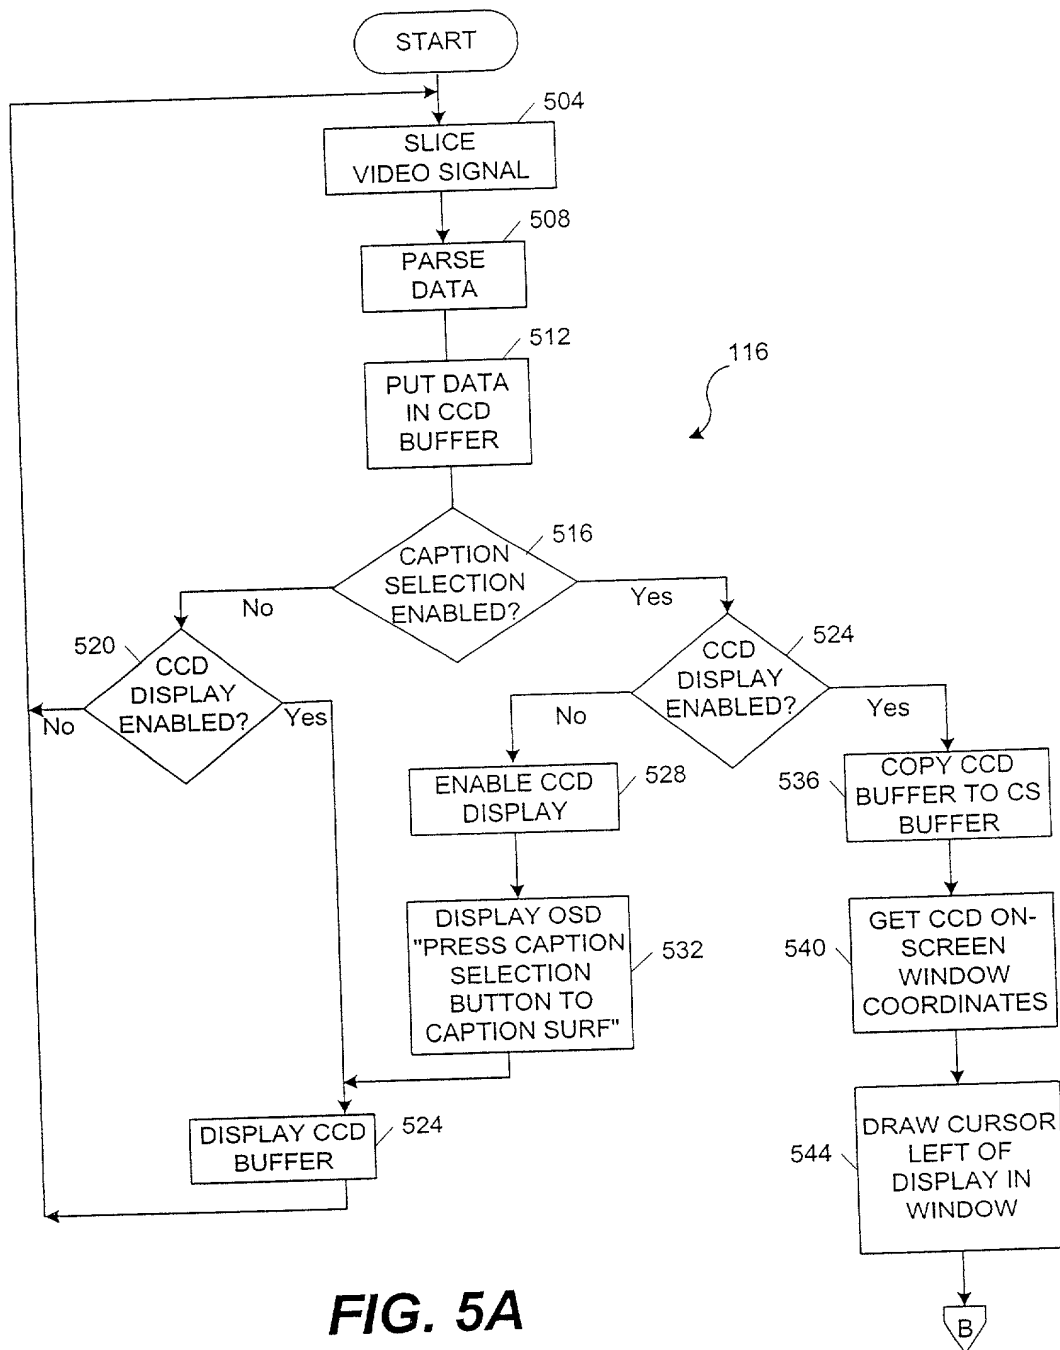 START
504
SLICE
VIDEO SIGNAL
508
PARSE
DATA
512
PUT DATA
IN CCD
BUFFER
116
516
CAPTION
SELECTION
ENABLED?
No
Yes
520
CCD
DISPLAY
ENABLED?
No
Yes
524
CCD
DISPLAY
ENABLED?
No
Yes
ENABLE CCD
DISPLAY
528
536
COPY CCD
BUFFER TO CS
BUFFER
DISPLAY OSD
"PRESS CAPTION
SELECTION
BUTTON TO
CAPTION SURF"
532
540
GET CCD ON-
SCREEN
WINDOW
COORDINATES
DISPLAY CCD
BUFFER
524
544
DRAW CURSOR
LEFT OF
DISPLAY IN
WINDOW
B
FIG. 5A